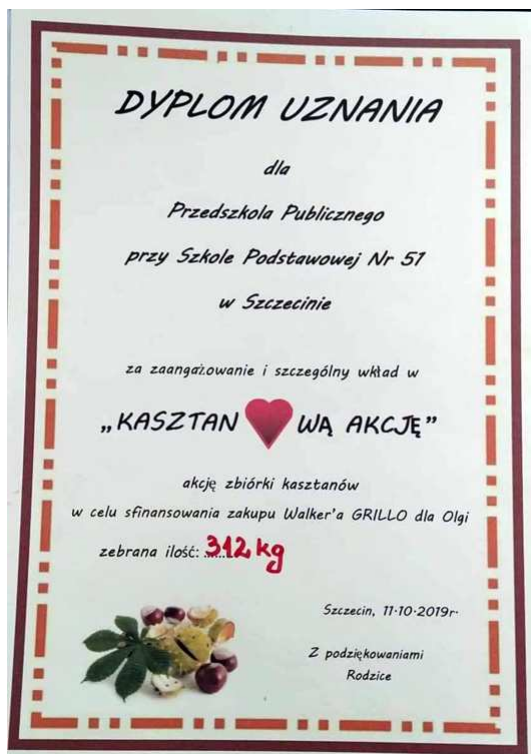 DYPLOM UZNANIA
dla
Przedszkola Publicznego
przy Szkole Podstawowej Nr 51
w Szczecinie
za zaangażowanie i szczególny wkład w
„KASZTAN WĄ AKCJĘ”
akcję zbiórki kasztanów
w celu sfinansowania zakupu Walker'a GRILLO dla Olgi
zebrana ilość: 312 kg
Szczecin, 11.10.2019r.
Z podziękowaniami
Rodzice